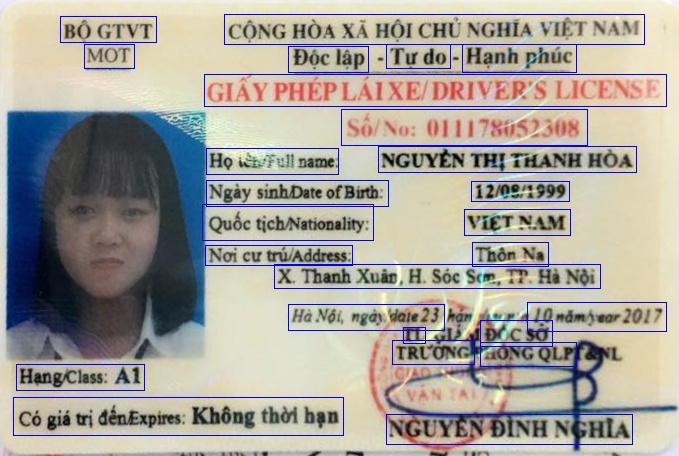 BỘ GTVT CỘNG HÒA XÃ HỘI CHỦ NGHĨA VIỆT NAM
MOT Độc lập - Tự do - Hạnh phúc
GIẤY PHÉP LÁI XE/ DRIVER'S LICENSE
Số/No: 011178052308
Họ tên/Full name: NGUYỄN THỊ THANH HÒA
Ngày sinh/Date of Birth: 12/08/1999
Quốc tịch/Nationality: VIỆT NAM
Nơi cư trú/Address: Thôn Na
X. Thanh Xuân, H. Sóc Sơn, TP. Hà Nội
Hà Nội, ngày/date 23 năm/year 2017
TL. GIÁM ĐỐC SỞ
TRƯỞNG PHÒNG QLPT&NL
Hạng/Class: A1
VẬN TẢI
Có giá trị đến/Expires: Không thời hạn
NGUYỄN ĐÌNH NGHĨA